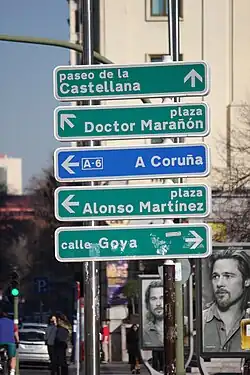 paseo de la
Castellana
plaza
Doctor Marañón
A-6 A Coruña
plaza
Alonso Martínez
calle Goya